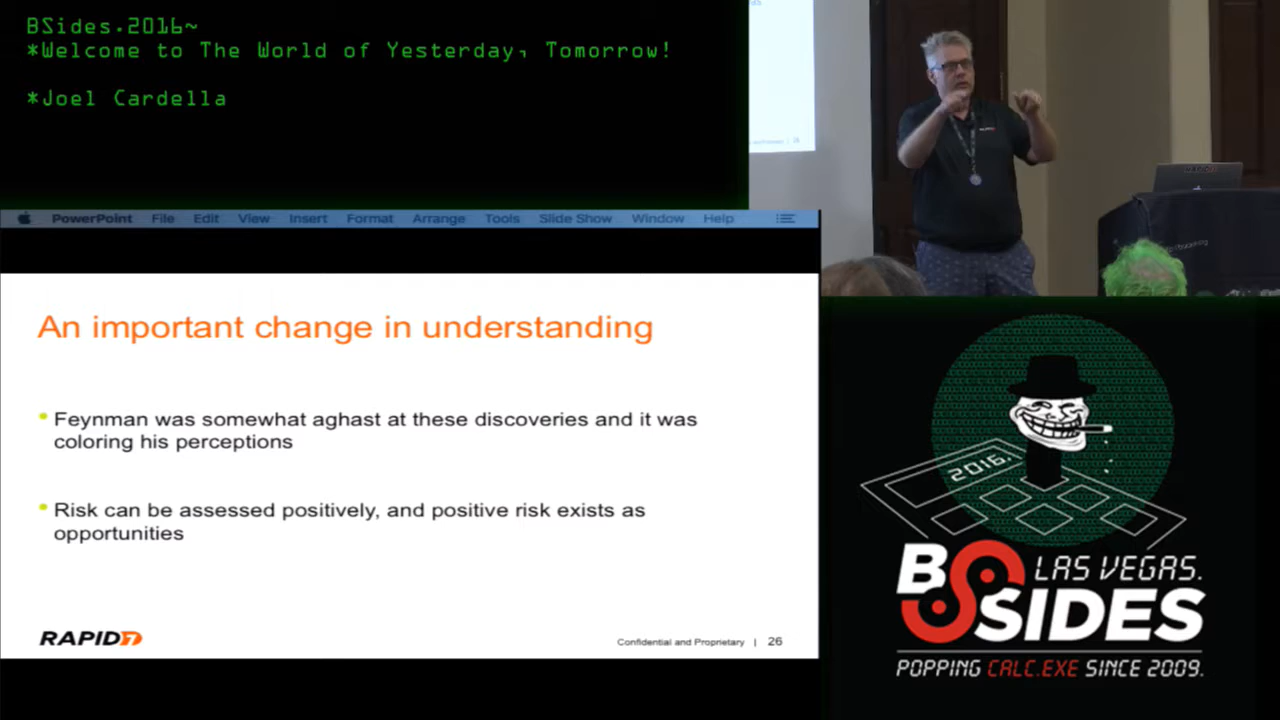 BSides.2016~
*Welcome to The World of Yesterday, Tomorrow!
*Joel Cardella
PowerPoint File Edit View Insert Format Arrange Tools Slide Show Window Help
An important change in understanding
Feynman was somewhat aghast at these discoveries and it was
coloring his perceptions
Risk can be assessed positively, and positive risk exists as
opportunities
RAPID7
Confidential and Proprietary | 26
2016.
BSIDES
LAS VEGAS.
POPPING CALC.EXE SINCE 2009.